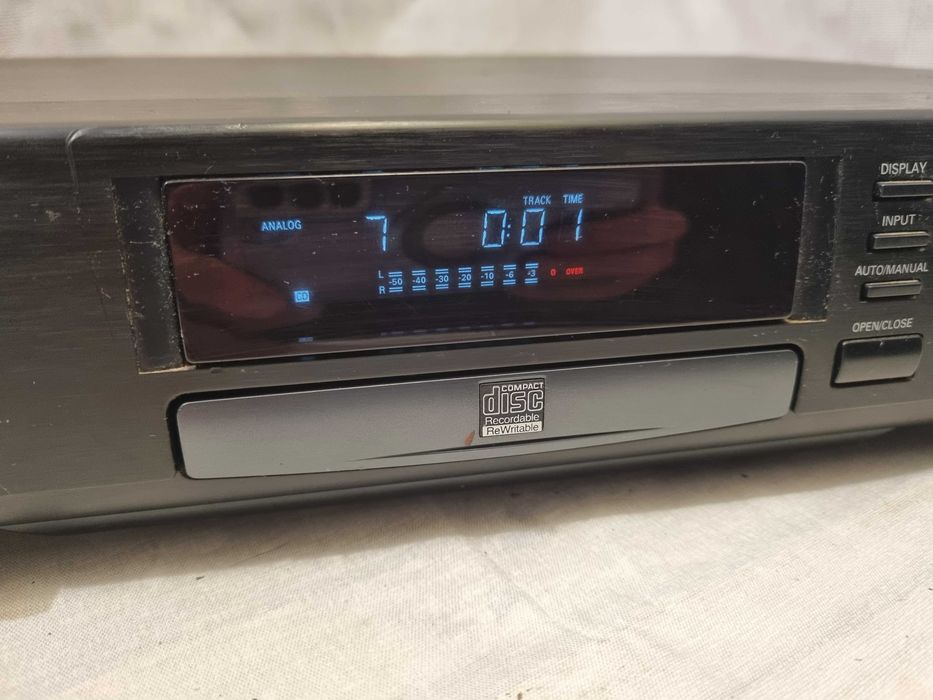 DISPLAY
TRACK TIME
ANALOG 7 0:01
INPUT
L -50 -40 -30 -20 -10 -6 -3 0 OVER
R
CD
AUTO/MANUAL
OPEN/CLOSE
COMPACT
disc
Recordable
ReWritable